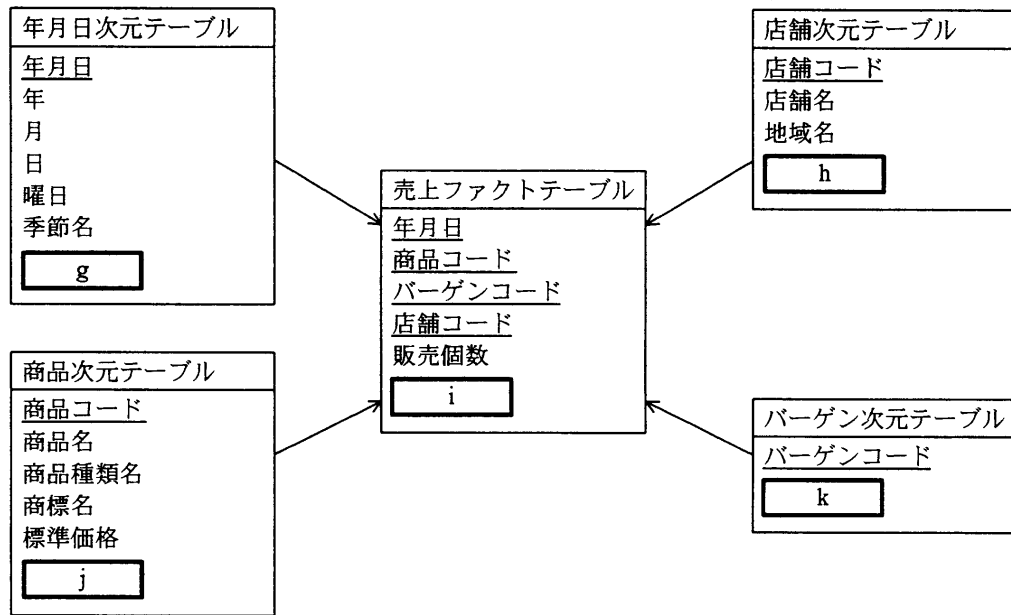 年月日次元テーブル
年月日
年
月
日
曜日
季節名
g
商品次元テーブル
商品コード
商品名
商品種類名
商標名
標準価格
j
売上ファクトテーブル
年月日
商品コード
バーゲンコード
店舗コード
販売個数
i
店舗次元テーブル
店舗コード
店舗名
地域名
h
バーゲン次元テーブル
バーゲンコード
k